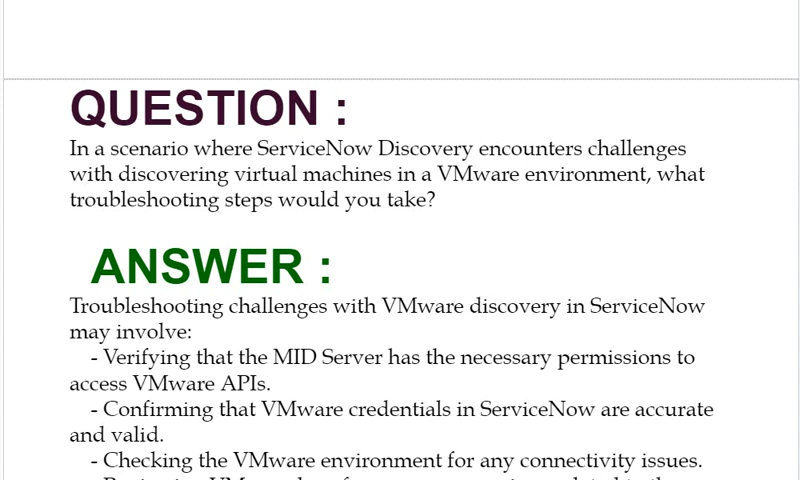 QUESTION :
In a scenario where ServiceNow Discovery encounters challenges
with discovering virtual machines in a VMware environment, what
troubleshooting steps would you take?
ANSWER :
Troubleshooting challenges with VMware discovery in ServiceNow
may involve:
- Verifying that the MID Server has the necessary permissions to
access VMware APIs.
- Confirming that VMware credentials in ServiceNow are accurate
and valid.
- Checking the VMware environment for any connectivity issues.